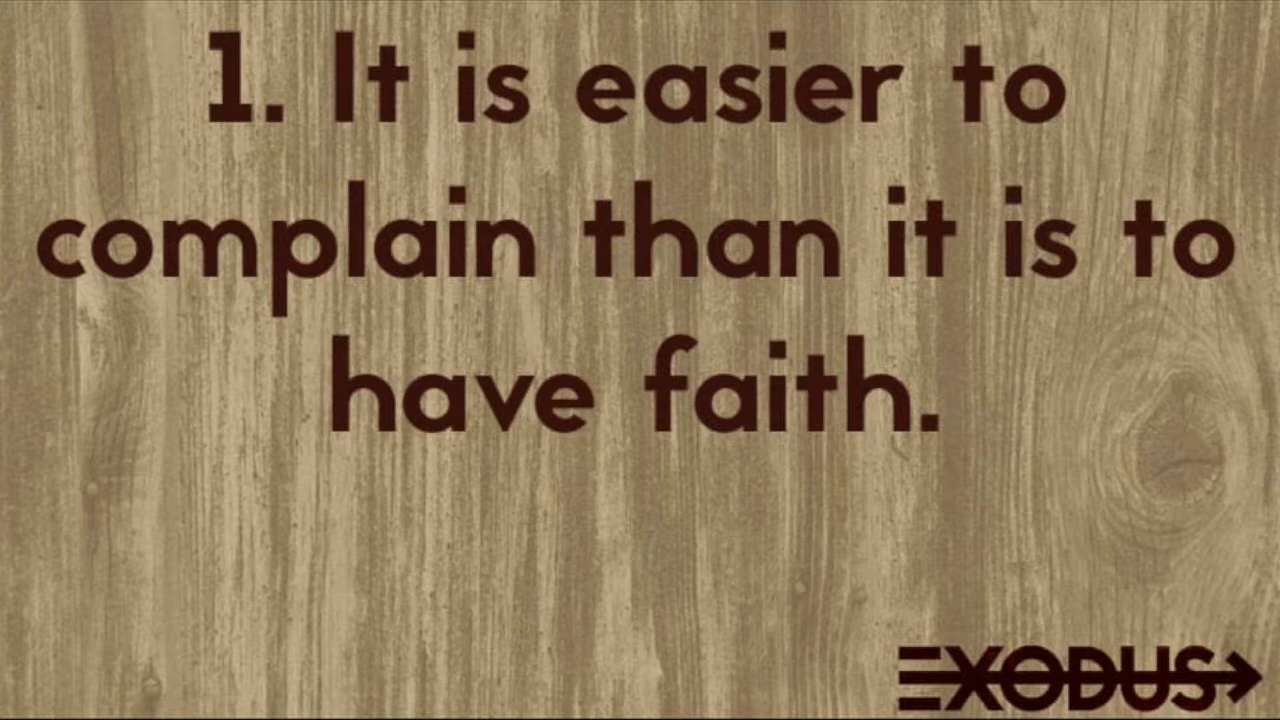 1. It is easier to
complain than it is to
have faith.
EXODUS